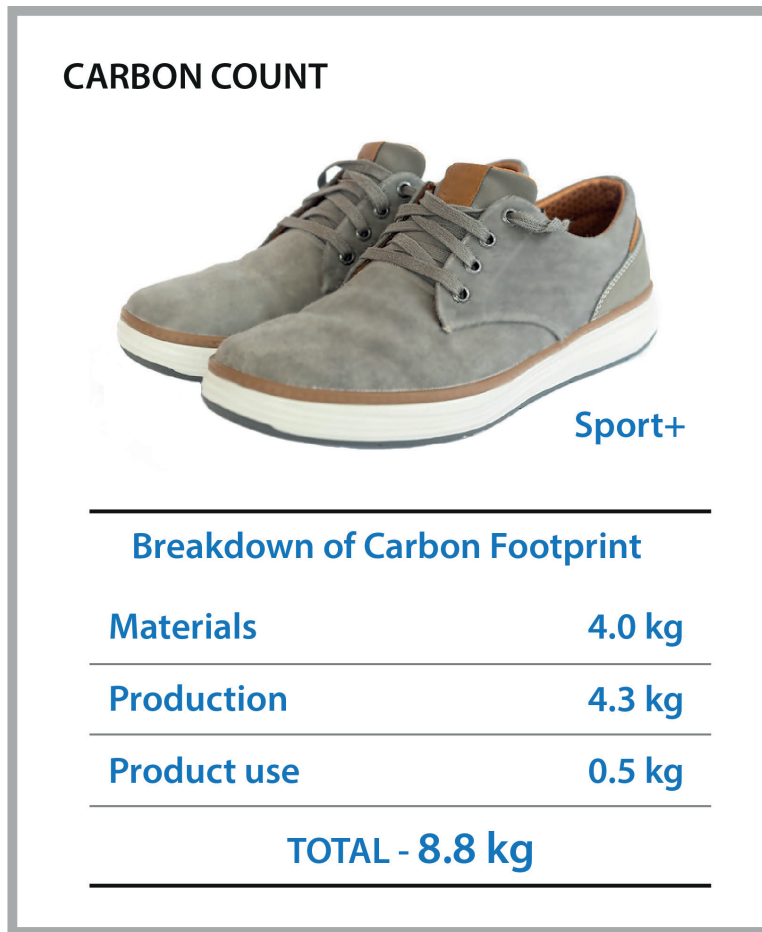 CARBON COUNT
Sport+
Breakdown of Carbon Footprint
Materials 4.0 kg
Production 4.3 kg
Product use 0.5 kg
TOTAL - 8.8 kg